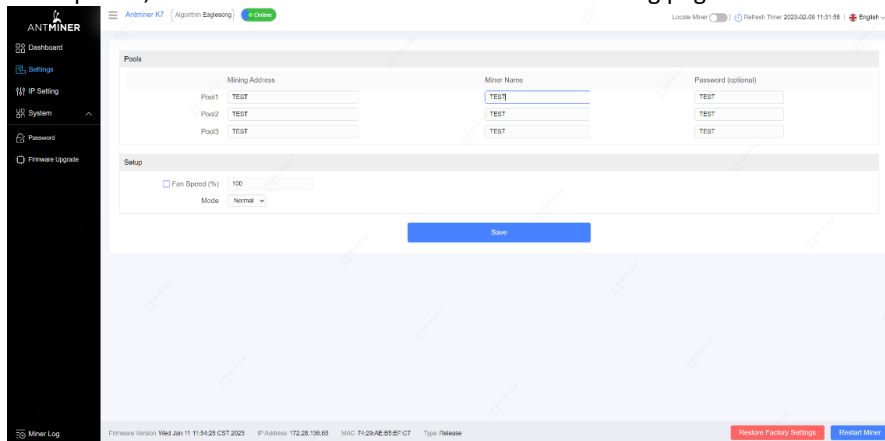 ANTMINER
Antminer K7 { Algorithm Eaglesong } Online
Locate Miner | Refresh Timer 2023-02-09 11:31:58 | English
Dashboard
Settings
IP Setting
System
Password
Firmware Upgrade
Miner Log
Pools
Mining Address Miner Name Password (optional)
Pool1 TEST TEST TEST
Pool2 TEST TEST TEST
Pool3 TEST TEST TEST
Setup
Fan Speed (%) 100
Mode Normal
Save
Firmware Version Wed Jan 11 11:54:28 CST 2023 IP Address 172.28.136.65 MAC 74:29:AE:55:EF:C7 Type Release
Restore Factory Settings Restart Miner